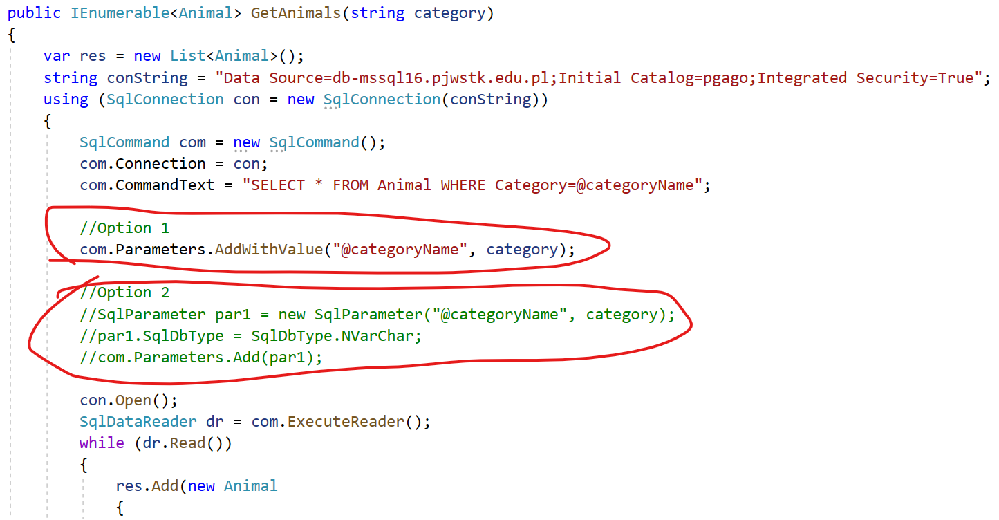 public IEnumerable<Animal> GetAnimals(string category)
{
var res = new List<Animal>();
string conString = "Data Source=db-mssql16.pjwstk.edu.pl;Initial Catalog=pgago;Integrated Security=True";
using (SqlConnection con = new SqlConnection(conString))
{
SqlCommand com = new SqlCommand();
com.Connection = con;
com.CommandText = "SELECT * FROM Animal WHERE Category=@categoryName";
//Option 1
com.Parameters.AddWithValue("@categoryName", category);
//Option 2
//SqlParameter par1 = new SqlParameter("@categoryName", category);
//par1.SqlDbType = SqlDbType.NVarChar;
//com.Parameters.Add(par1);
con.Open();
SqlDataReader dr = com.ExecuteReader();
while (dr.Read())
{
res.Add(new Animal
{